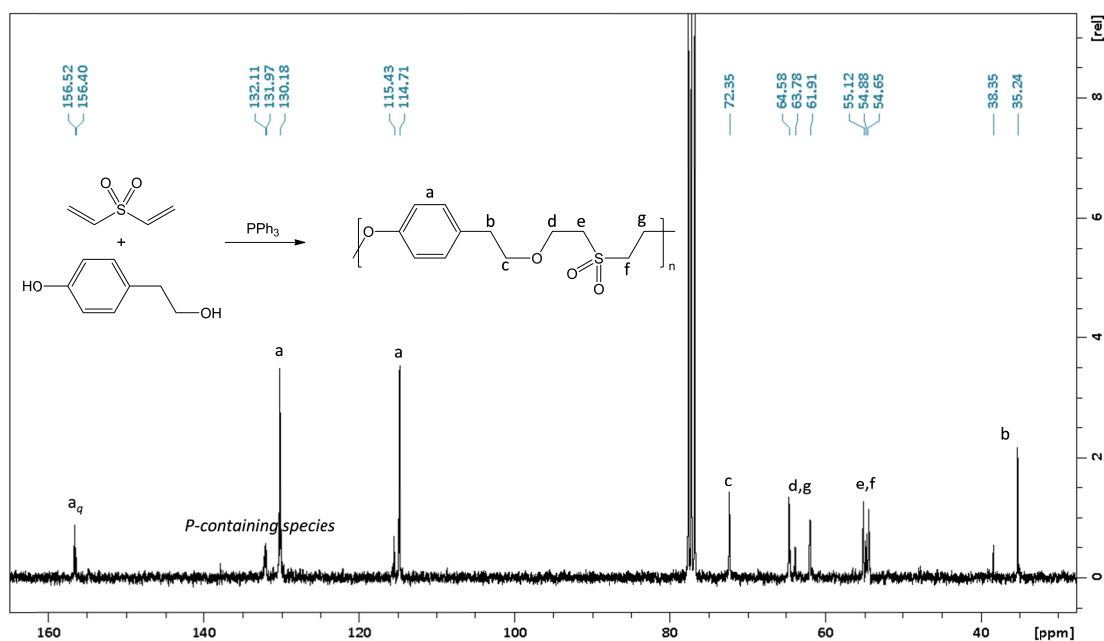 [rel]
156.52
156.40
132.11
131.97
130.18
115.43
114.71
72.35
64.58
63.78
61.91
55.12
54.88
54.65
38.35
35.24
8
6
4
2
0
O O
S
+
HO
OH
PPh3
a
O
b
c
O
d
e
S
O
O
f
g
n
a
a
aq
P-containing species
c
d,g
e,f
b
160
140
120
100
80
60
40
[ppm]